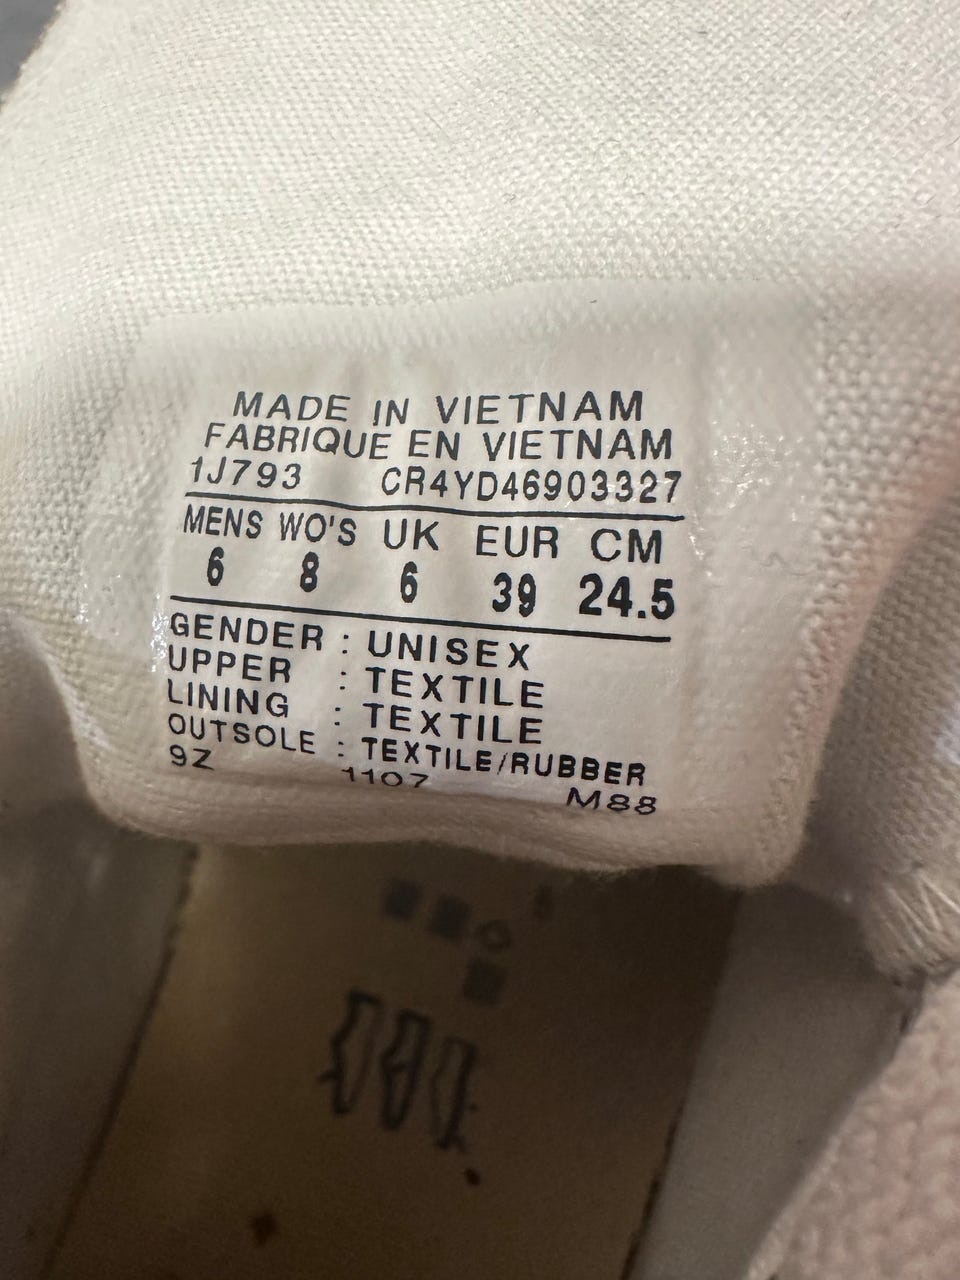 MADE IN VIETNAM
FABRIQUE EN VIETNAM
1J793 CR4YD46903327
MENS WO'S UK EUR CM
6 8 6 39 24.5
GENDER : UNISEX
UPPER : TEXTILE
LINING : TEXTILE
OUTSOLE : TEXTILE/RUBBER
9Z 1107 M88